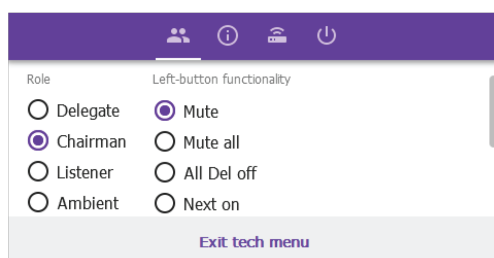 Role
Left-button functionality
Delegate
Mute
Chairman
Mute all
Listener
All Del off
Ambient
Next on
Exit tech menu